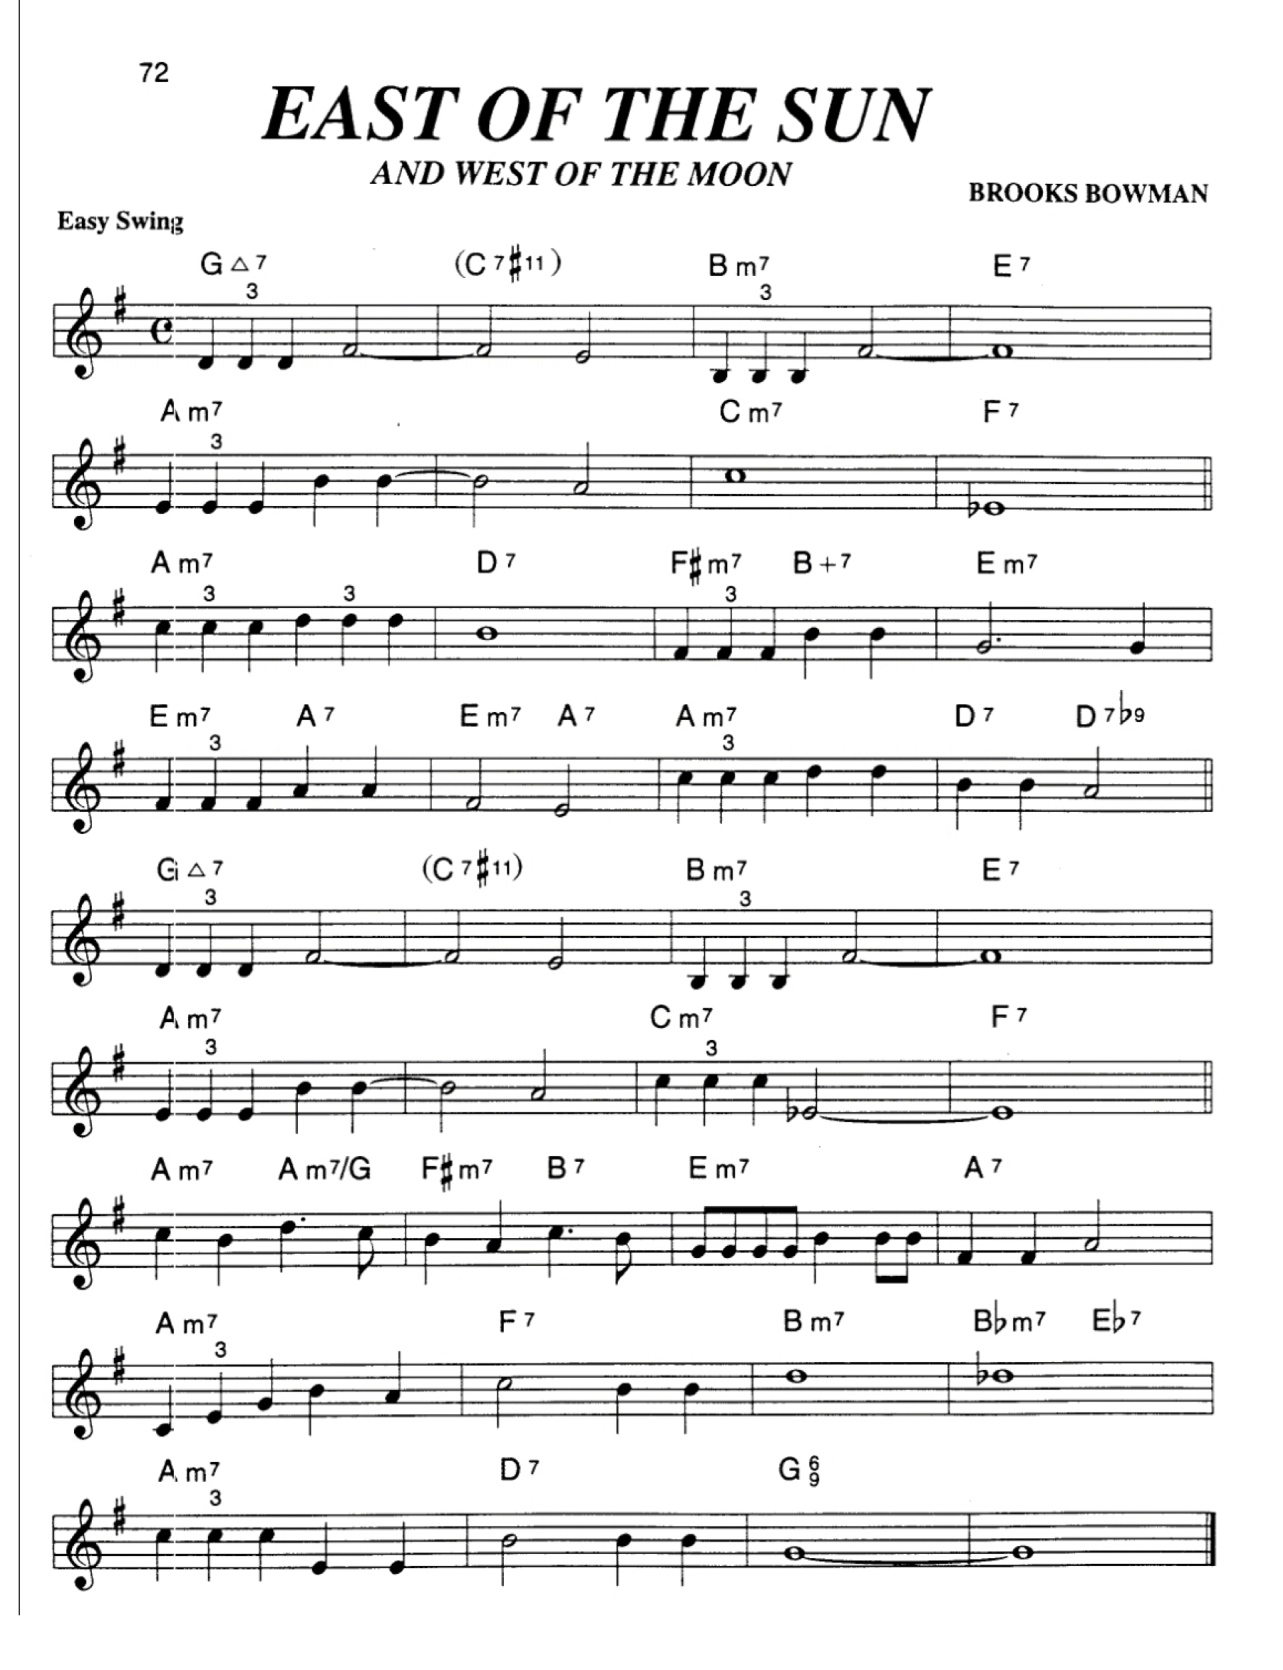 72
EAST OF THE SUN
AND WEST OF THE MOON
BROOKS BOWMAN
Easy Swing
G△7 (C7♯11) Bm7 E7
3 3
Am7 Cm7 F7
3
Am7 D7 F♯m7 B+7 Em7
3 3 3
Em7 A7 Em7 A7 Am7 D7 D7♭9
3 3
G△7 (C7♯11) Bm7 E7
3 3
Am7 Cm7 F7
3 3
Am7 Am7/G F♯m7 B7 Em7 A7
Am7 F7 Bm7 B♭m7 E♭7
3
Am7 D7 G6/9
3